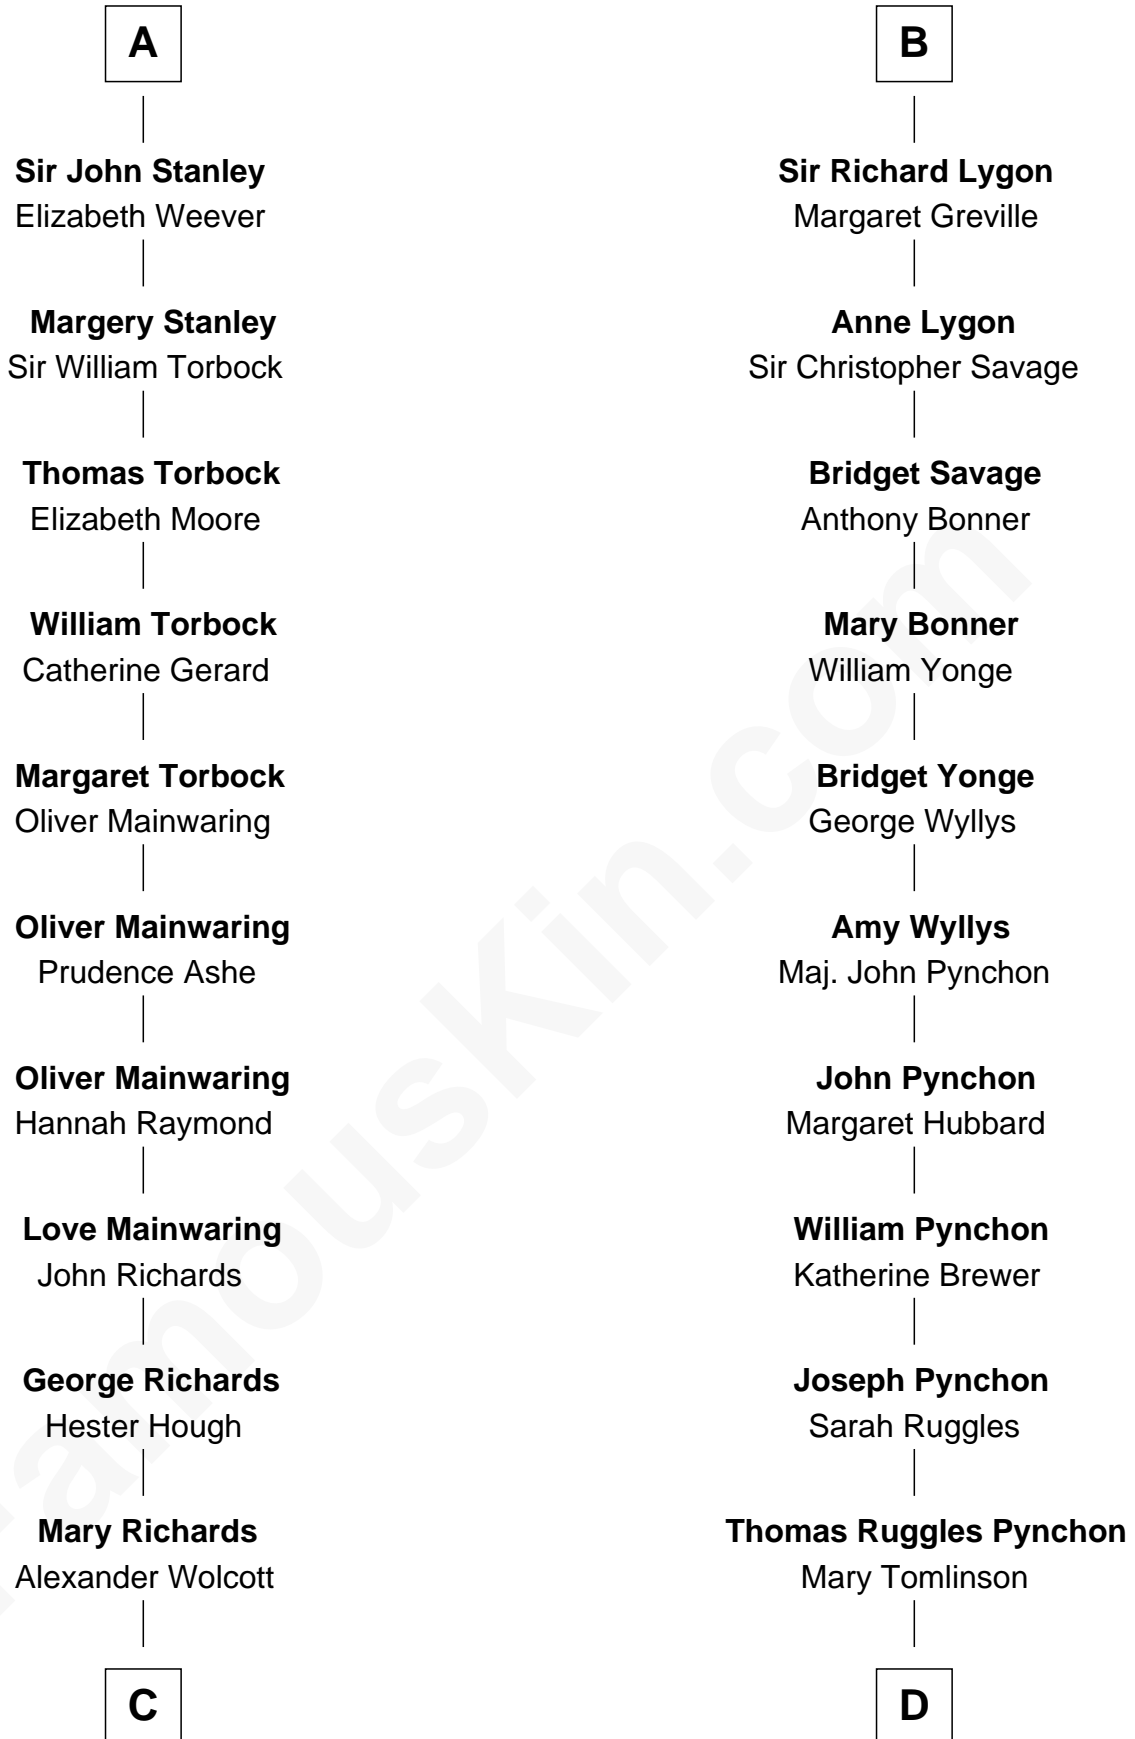 A
Sir John Stanley
Elizabeth Weever
Margery Stanley
Sir William Torbock
Thomas Torbock
Elizabeth Moore
William Torbock
Catherine Gerard
Margaret Torbock
Oliver Mainwaring
Oliver Mainwaring
Prudence Ashe
Oliver Mainwaring
Hannah Raymond
Love Mainwaring
John Richards
George Richards
Hester Hough
Mary Richards
Alexander Wolcott
C
B
Sir Richard Lygon
Margaret Greville
Anne Lygon
Sir Christopher Savage
Bridget Savage
Anthony Bonner
Mary Bonner
William Yonge
Bridget Yonge
George Wyllys
Amy Wyllys
Maj. John Pynchon
John Pynchon
Margaret Hubbard
William Pynchon
Katherine Brewer
Joseph Pynchon
Sarah Ruggles
Thomas Ruggles Pynchon
Mary Tomlinson
D
FamousKin.com